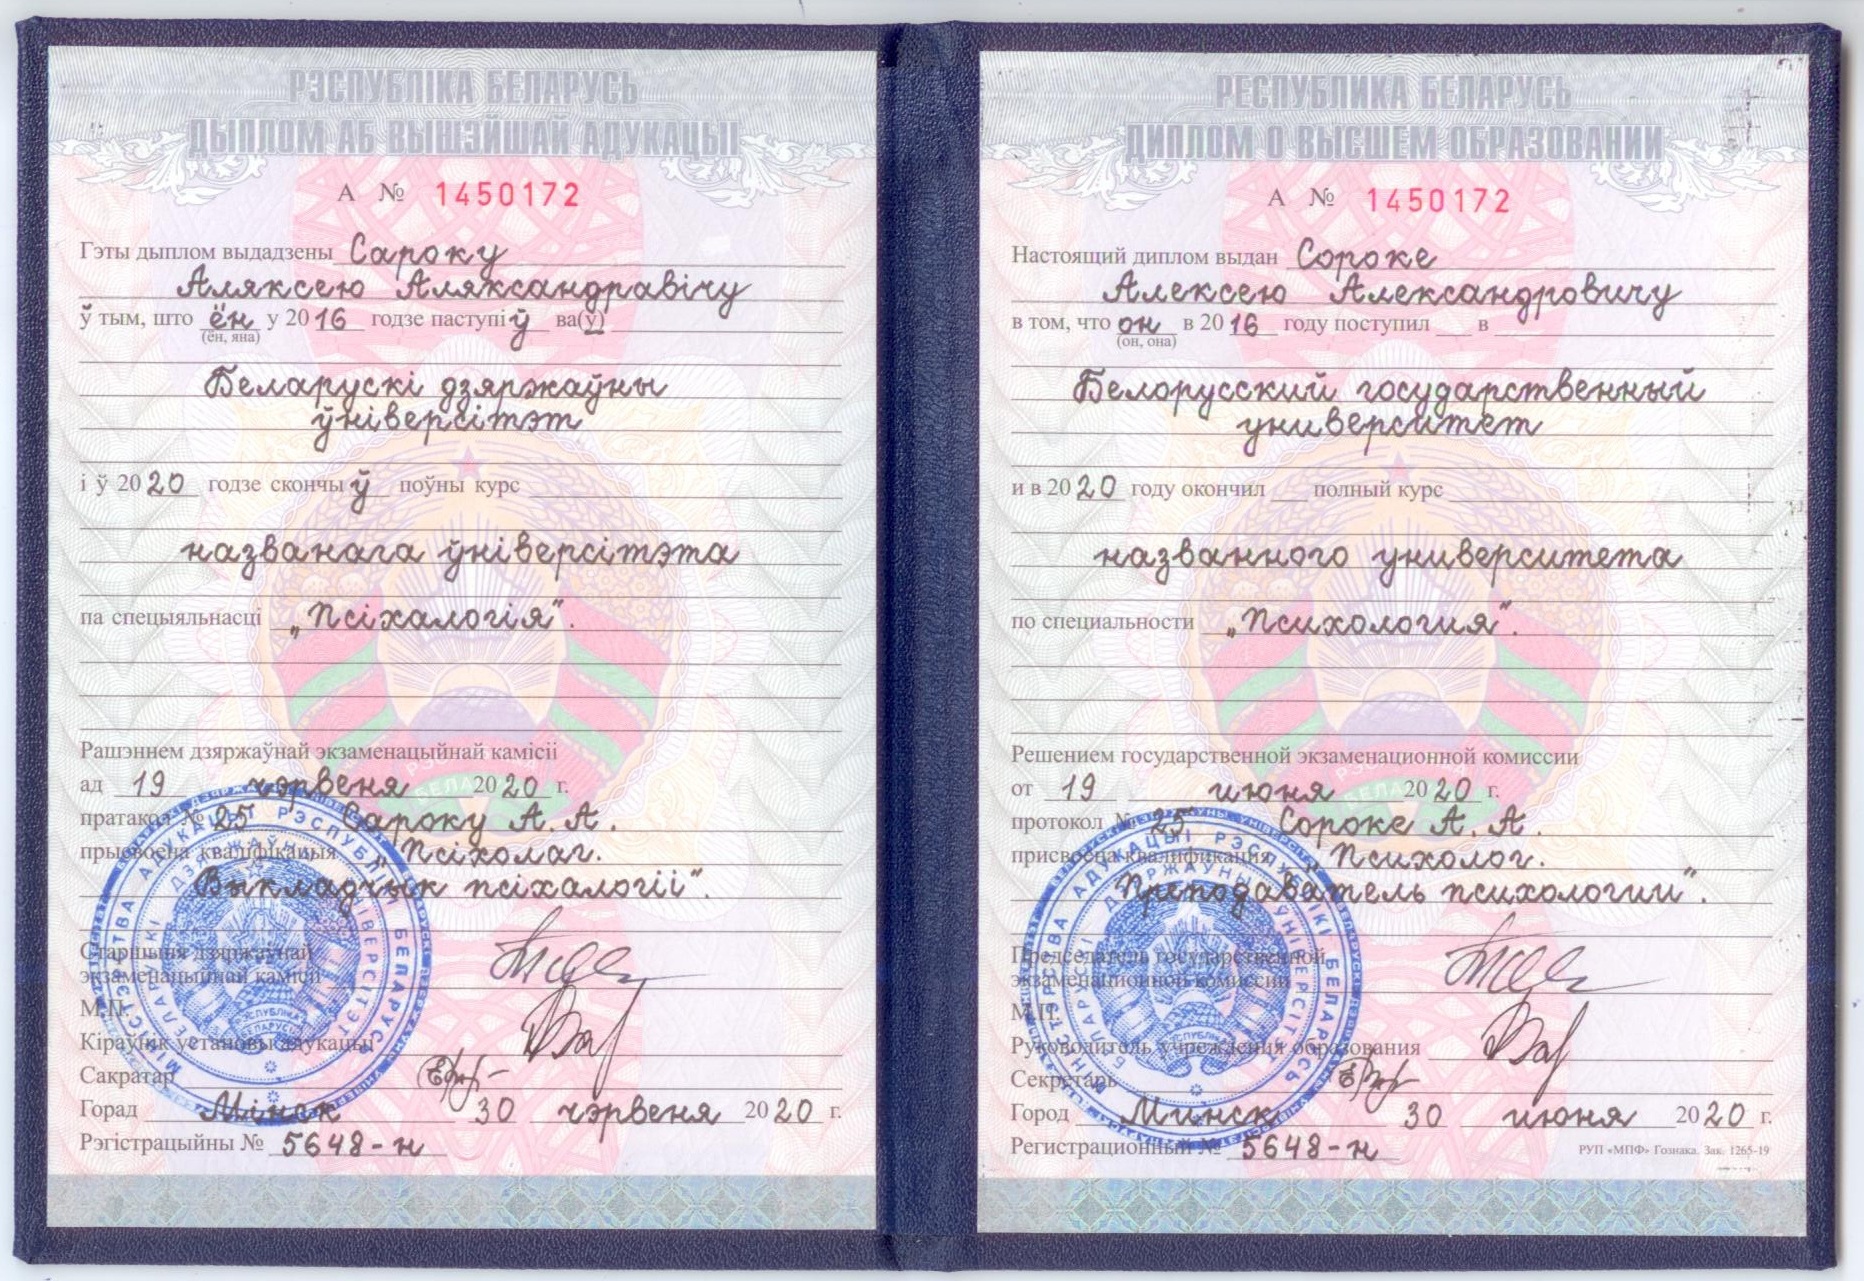 РЭСПУБЛІКА БЕЛАРУСЬ
ДЫПЛОМ АБ ВЫШЭЙШАЙ АДУКАЦЫІ
А № 1450172
Гэты дыплом выдадзены Сароку
Аляксею Аляксандравічу
ў тым, што ён у 2016 годзе паступіў ва(ў)
(ён, яна)
Беларускі дзяржаўны
ўніверсітэт
і ў 2020 годзе скончыў поўны курс
названага ўніверсітэта
па спецыяльнасці „Псіхалогія".
Рашэннем дзяржаўнай экзаменацыйнай камісіі
ад 19 чэрвеня 2020 г.
пратакол № 25 Сароку А. А.
прысвоена кваліфікацыя „Псіхолаг.
Выкладчык псіхалогіі".
Старшыня дзяржаўнай
экзаменацыйнай камісіі
М.П.
Кіраўнік установы адукацыі
Сакратар
Горад Мінск 30 чэрвеня 2020 г.
Рэгістрацыйны № 5648-н
РЕСПУБЛИКА БЕЛАРУСЬ
ДИПЛОМ О ВЫСШЕМ ОБРАЗОВАНИИ
А № 1450172
Настоящий диплом выдан Сороке
Алексею Александровичу
в том, что он в 2016 году поступил в
(он, она)
Белорусский государственный
университет
и в 2020 году окончил полный курс
названного университета
по специальности „Психология".
Решением государственной экзаменационной комиссии
от 19 июня 2020 г.
протокол № 25 Сороке А. А.
присвоена квалификация „Психолог.
Преподаватель психологии".
Председатель государственной
экзаменационной комиссии
М.П.
Руководитель учреждения образования
Секретарь
Город Минск 30 июня 2020 г.
Регистрационный № 5648-н
РУП «МПФ» Гознака. Зак. 1265-19